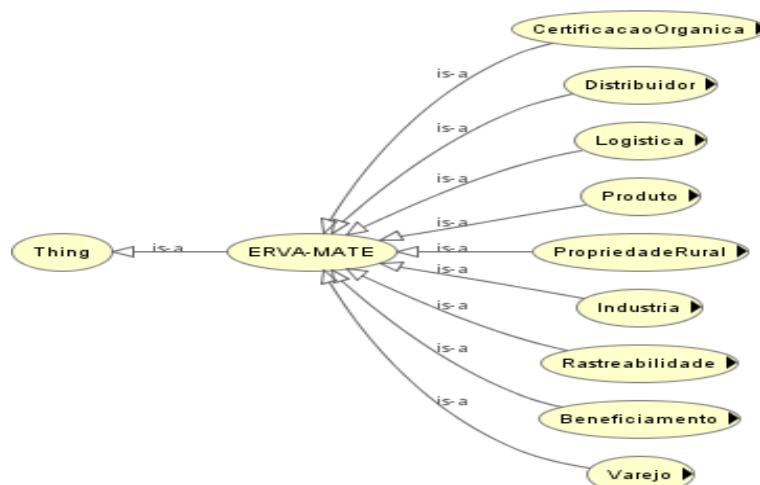 CertificacaoOrganica
is-a
Distribuidor
is-a
Logistica
is-a
Produto
is-a
Thing
is-a
ERVA-MATE
is-a
PropriedadeRural
is-a
Industria
is-a
Rastreabilidade
is-a
Beneficiamento
is-a
Varejo